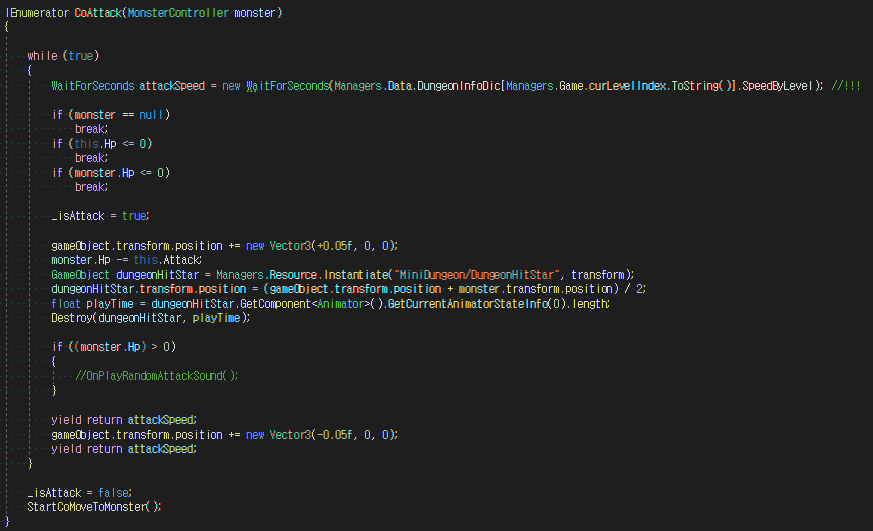 IEnumerator CoAttack(MonsterController monster)
{
while (true)
{
WaitForSeconds attackSpeed = new WaitForSeconds(Managers.Data.DungeonInfoDic[Managers.Game.curLevelIndex.ToString()].SpeedByLevel); //!!!
if (monster == null)
break;
if (this.Hp <= 0)
break;
if (monster.Hp <= 0)
break;
_isAttack = true;
gameObject.transform.position += new Vector3(+0.05f, 0, 0);
monster.Hp -= this.Attack;
GameObject dungeonHitStar = Managers.Resource.Instantiate("MiniDungeon/DungeonHitStar", transform);
dungeonHitStar.transform.position = (gameObject.transform.position + monster.transform.position) / 2;
float playTime = dungeonHitStar.GetComponent<Animator>().GetCurrentAnimatorStateInfo(0).length;
Destroy(dungeonHitStar, playTime);
if ((monster.Hp) > 0)
{
//OnPlayRandomAttackSound();
}
yield return attackSpeed;
gameObject.transform.position += new Vector3(-0.05f, 0, 0);
yield return attackSpeed;
}
_isAttack = false;
StartCoMoveToMonster();
}